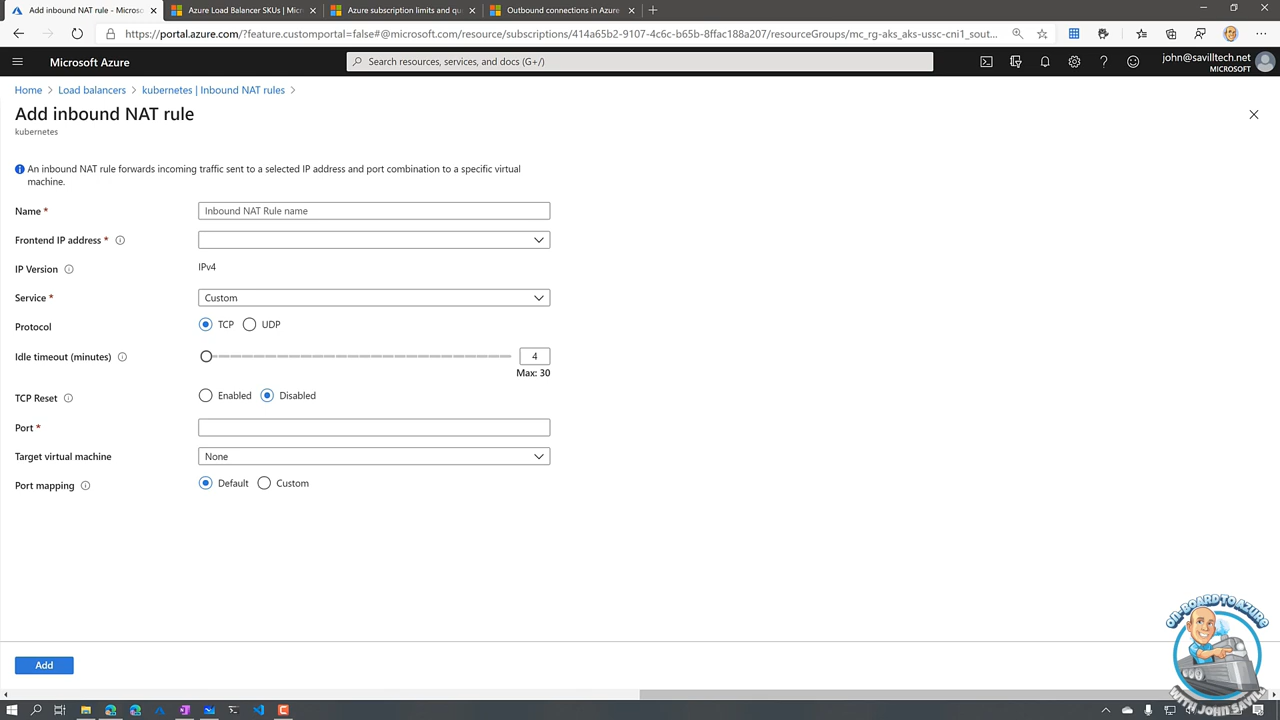 Add inbound NAT rule - Microso
Azure Load Balancer SKUs | Micr
Azure subscription limits and qu
Outbound connections in Azure
https://portal.azure.com/?feature.customportal=false#@microsoft.com/resource/subscriptions/414a65b2-9107-4c6c-b65b-8ffac188a207/resourceGroups/mc_rg-aks_aks-ussc-cni1_sout...
Microsoft Azure
Search resources, services, and docs (G+/)
john@savilltech.net
MICROSOFT
Home > Load balancers > kubernetes | Inbound NAT rules >
Add inbound NAT rule
kubernetes
An inbound NAT rule forwards incoming traffic sent to a selected IP address and port combination to a specific virtual
machine.
Name *
Inbound NAT Rule name
Frontend IP address *
IP Version
IPv4
Service *
Custom
Protocol
TCP
UDP
Idle timeout (minutes)
4
Max: 30
TCP Reset
Enabled
Disabled
Port *
Target virtual machine
None
Port mapping
Default
Custom
Add
ON-BOARD TO AZURE
WITH JOHN SAVILL